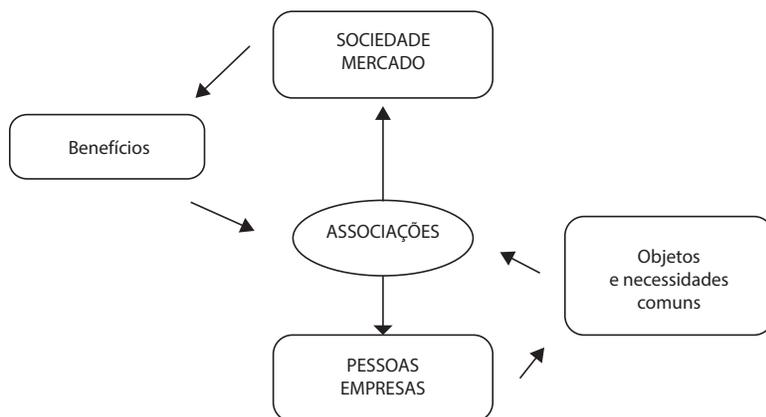 SOCIEDADE
MERCADO
Benefícios
ASSOCIAÇÕES
Objetos
e necessidades
comuns
PESSOAS
EMPRESAS